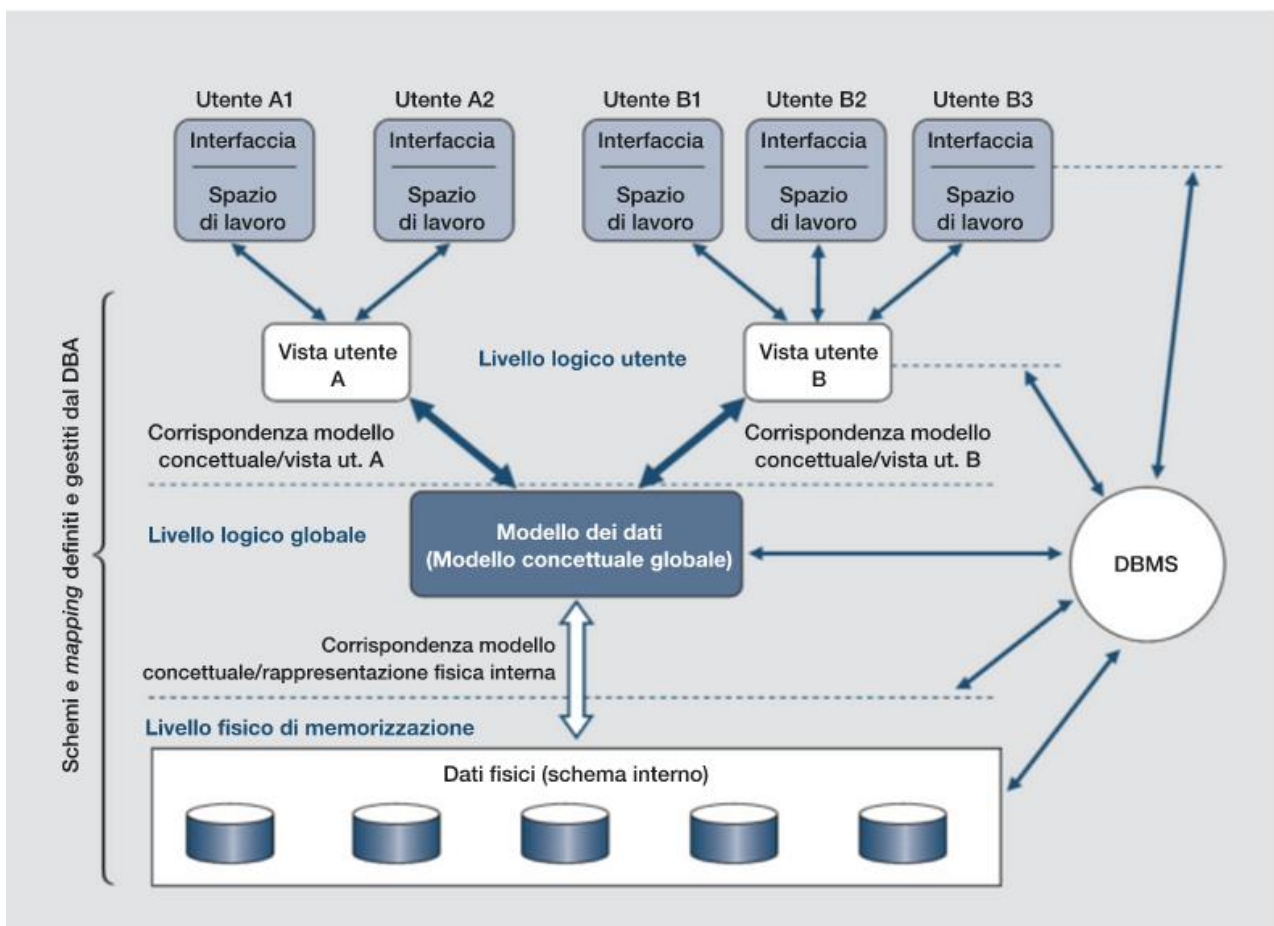 Utente A1
Utente A2
Utente B1
Utente B2
Utente B3
Interfaccia
Spazio
di lavoro
Interfaccia
Spazio
di lavoro
Interfaccia
Spazio
di lavoro
Interfaccia
Spazio
di lavoro
Interfaccia
Spazio
di lavoro
Schemi e mapping definiti e gestiti dal DBA
Vista utente
A
Livello logico utente
Vista utente
B
Corrispondenza modello
concettuale/vista ut. A
Corrispondenza modello
concettuale/vista ut. B
Livello logico globale
Modello dei dati
(Modello concettuale globale)
DBMS
Corrispondenza modello
concettuale/rappresentazione fisica interna
Livello fisico di memorizzazione
Dati fisici (schema interno)